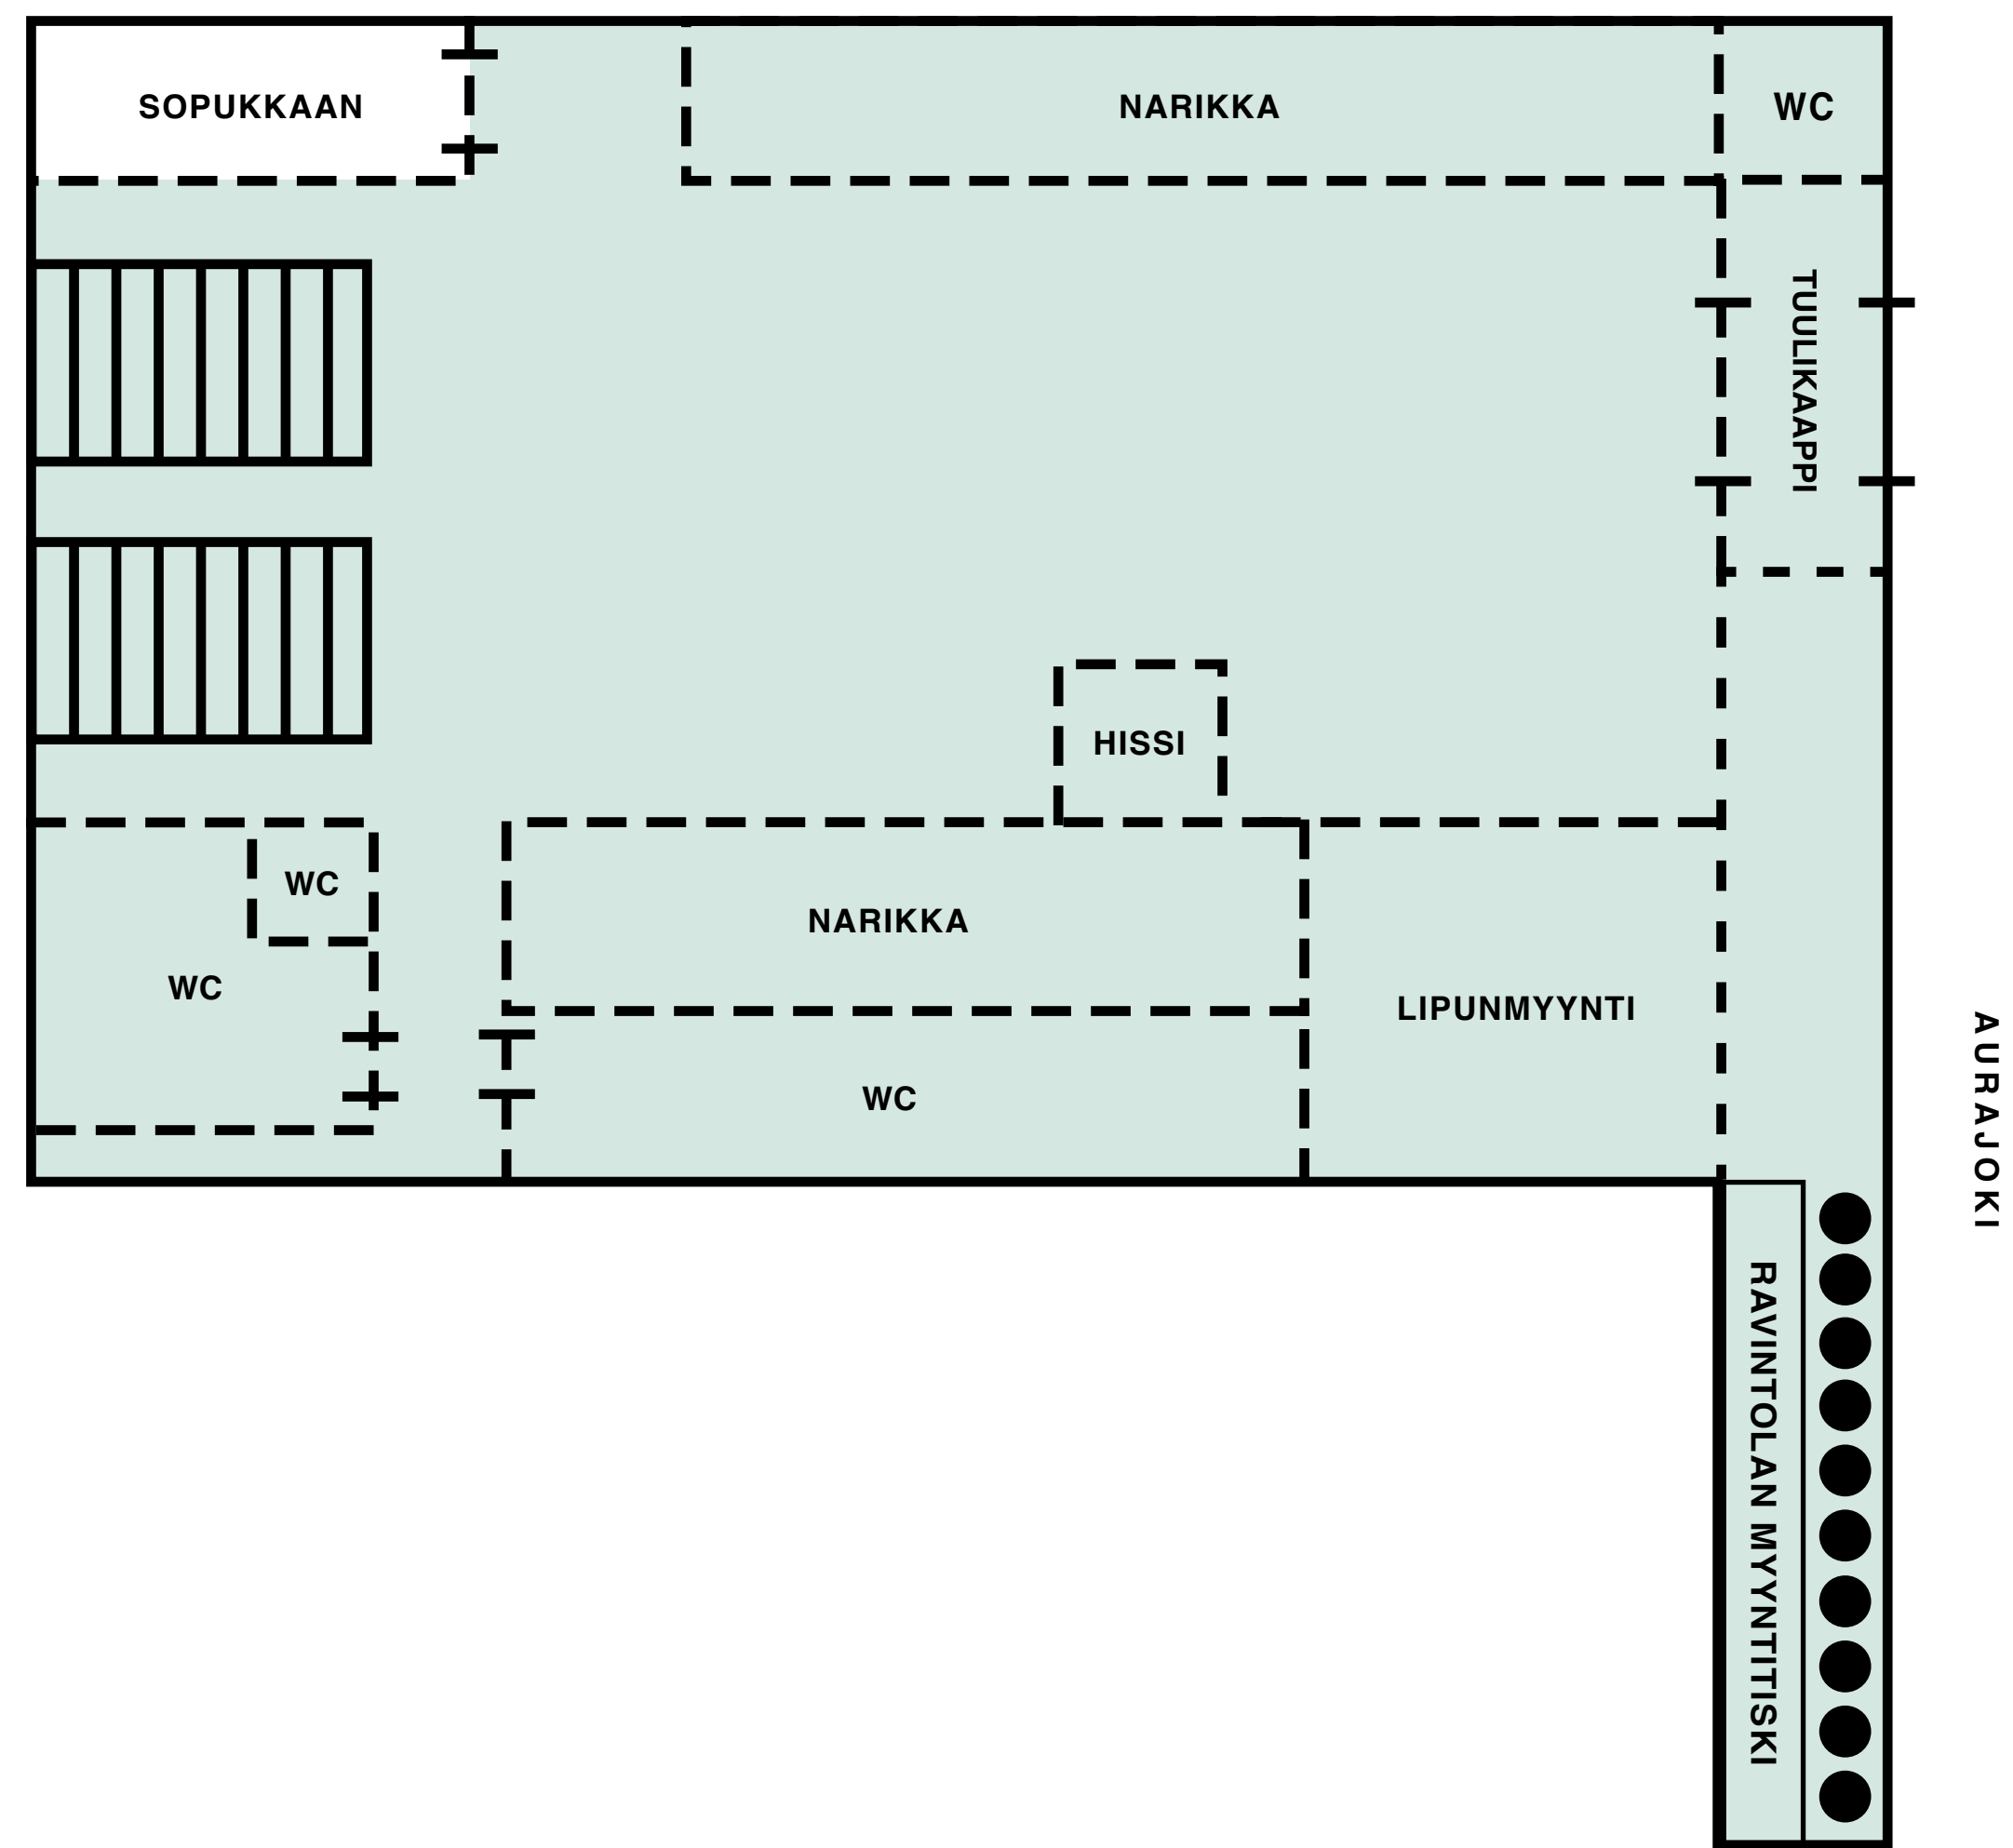 SOPUKKAAN
NARIKKA
WC
TUULIKAAPPI
HISSI
WC
NARIKKA
WC
LIPUNMYYNTI
WC
AURAJOKI
RAVINTOLAN MYYNTITISKI